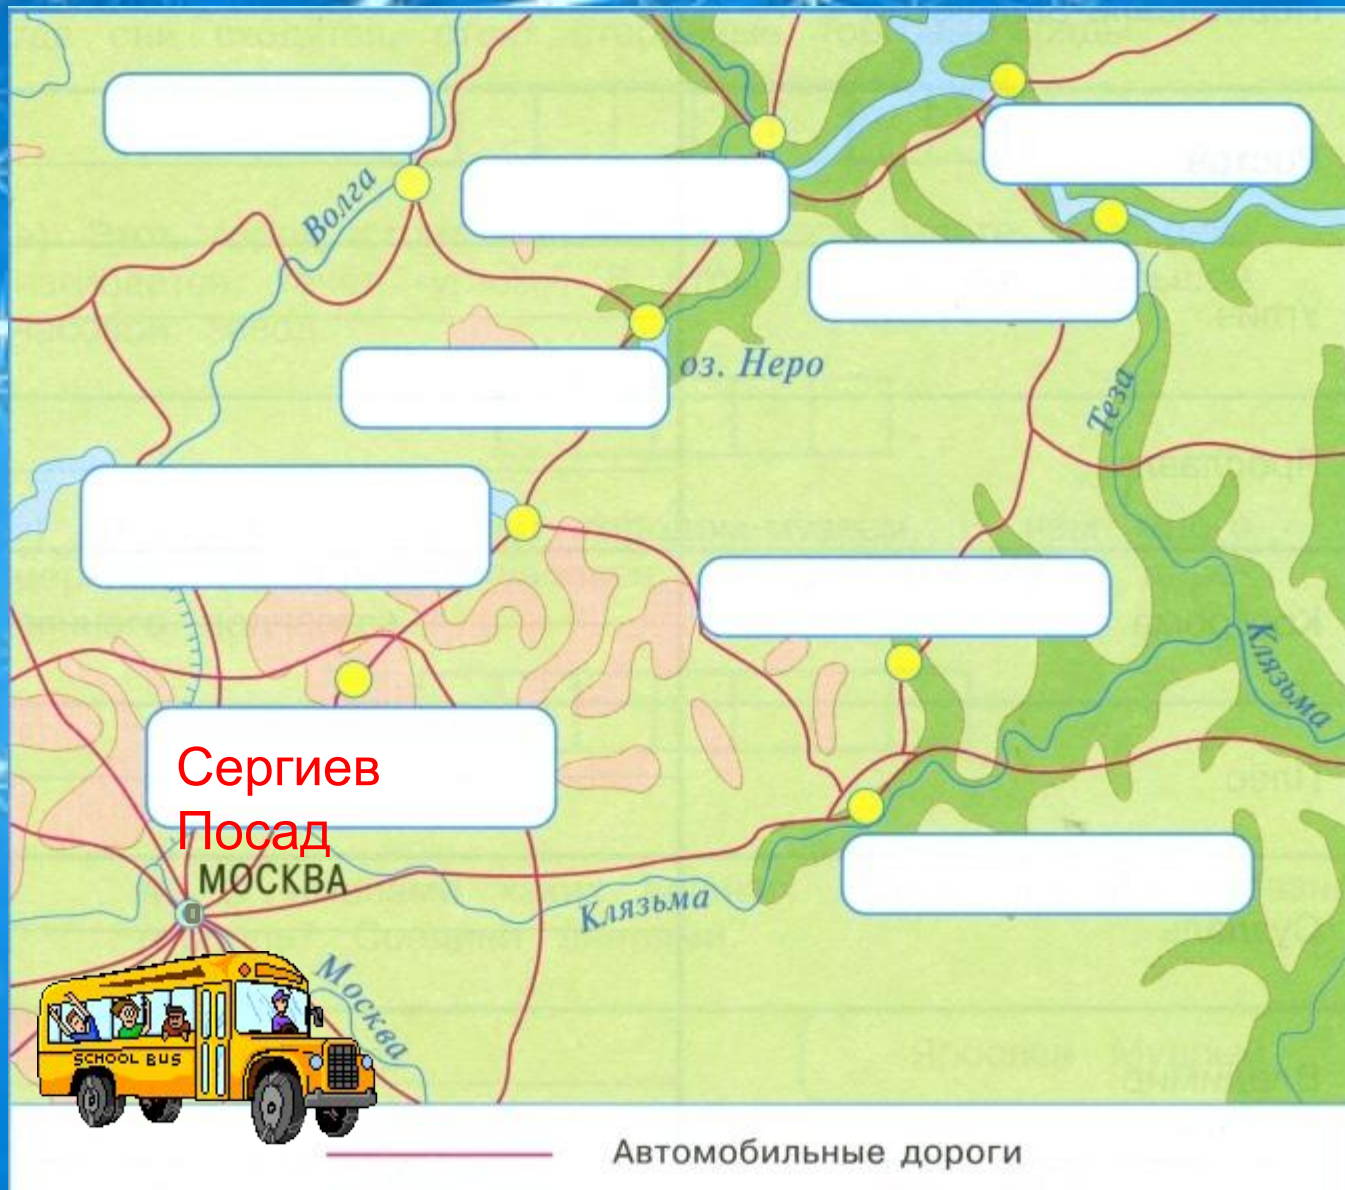 Волга
оз. Неро
Теза
Клязьма
Сергиев
Посад
МОСКВА
Клязьма
Москва
SCHOOL BUS
Автомобильные дороги